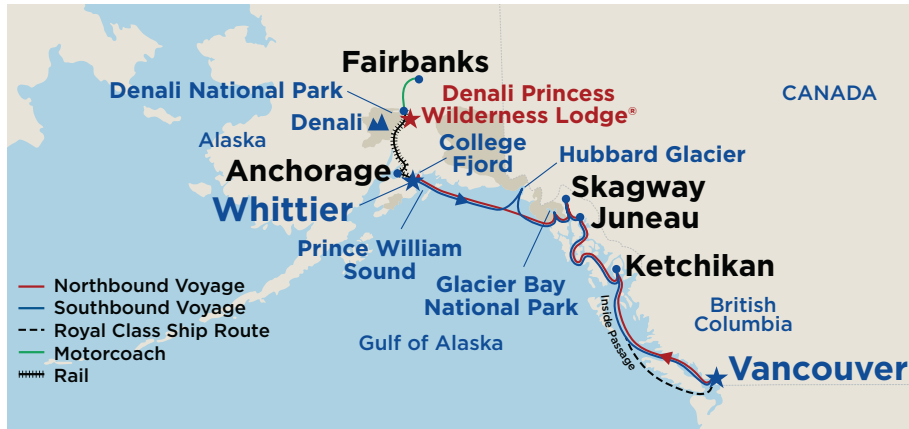 Fairbanks
Denali National Park
Denali Princess
Wilderness Lodge®
CANADA
Denali
Alaska
College
Fjord
Hubbard Glacier
Anchorage
Skagway
Whittier
Juneau
Prince William
Sound
Ketchikan
Glacier Bay
National Park
Northbound Voyage
Southbound Voyage
Royal Class Ship Route
Motorcoach
Rail
Inside Passage
British
Columbia
Gulf of Alaska
Vancouver